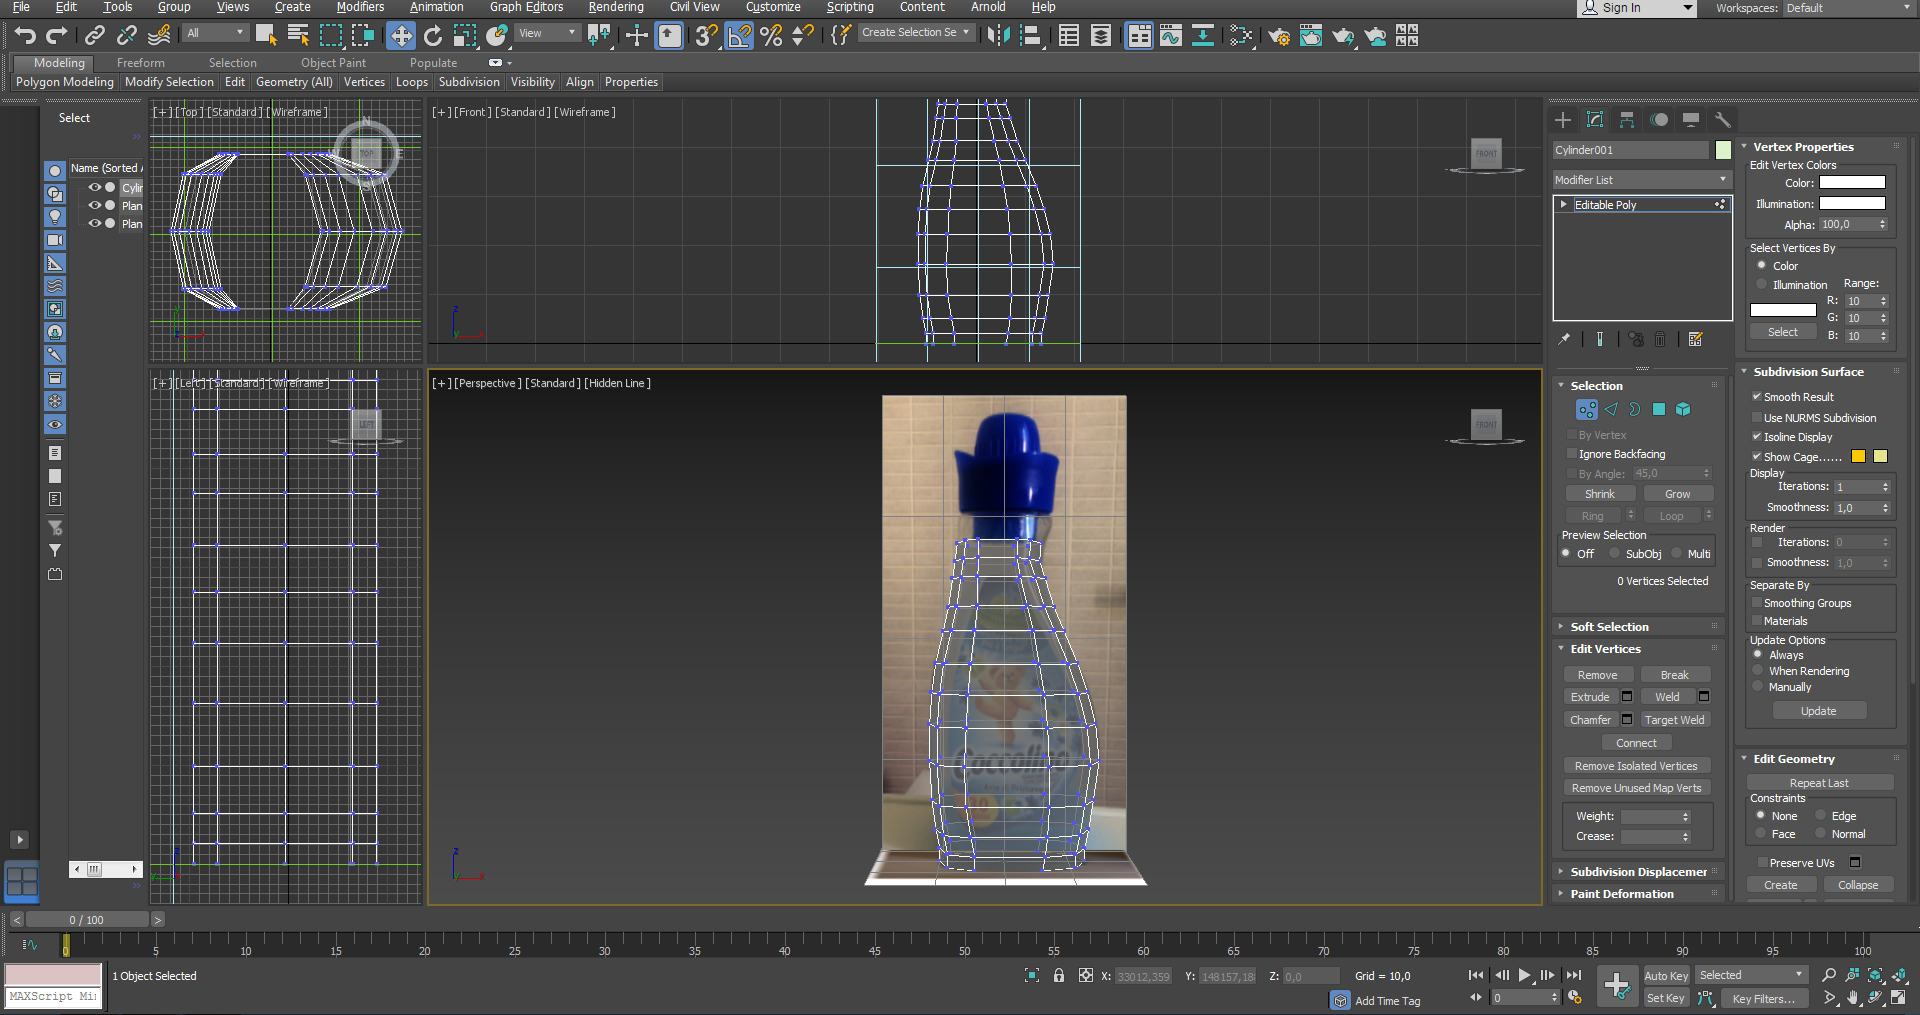 File Edit Tools Group Views Create Modifiers Animation Graph Editors Rendering Civil View Customize Scripting Content Arnold Help Sign In Workspaces: Default
All View Create Selection Se
Modeling Freeform Selection Object Paint Populate
Polygon Modeling Modify Selection Edit Geometry (All) Vertices Loops Subdivision Visibility Align Properties
Select
Name (Sorted A
Cylin
Plan
Plan
[+] [Top] [Standard] [Wireframe]
N
TOP
E
S
[+] [Front] [Standard] [Wireframe]
FRONT
[+] [Left] [Standard] [Wireframe]
LEFT
[+] [Perspective] [Standard] [Hidden Line]
FRONT
Coccolino
Cylinder001
Modifier List
Editable Poly
Selection
By Vertex
Ignore Backfacing
By Angle: 45,0
Shrink Grow
Ring Loop
Preview Selection
Off SubObj Multi
0 Vertices Selected
Soft Selection
Edit Vertices
Remove Break
Extrude Weld
Chamfer Target Weld
Connect
Remove Isolated Vertices
Remove Unused Map Verts
Weight:
Crease:
Subdivision Displacemen
Paint Deformation
Vertex Properties
Edit Vertex Colors
Color:
Illumination:
Alpha: 100,0
Select Vertices By
Color
Illumination Range:
R: 10
G: 10
Select
B: 10
Subdivision Surface
Smooth Result
Use NURMS Subdivision
Isoline Display
Show Cage......
Display
Iterations: 1
Smoothness: 1,0
Render
Iterations: 0
Smoothness: 1,0
Separate By
Smoothing Groups
Materials
Update Options
Always
When Rendering
Manually
Update
Edit Geometry
Repeat Last
Constraints
None Edge
Face Normal
Preserve UVs
Create Collapse
< 0 / 100 >
0 5 10 15 20 25 30 35 40 45 50 55 60 65 70 75 80 85 90 95 100
1 Object Selected
X: 33012,359 Y: 148157,18 Z: 0,0 Grid = 10,0
Auto Key Selected
MAXScript Mi
Add Time Tag
0
Set Key Key Filters...